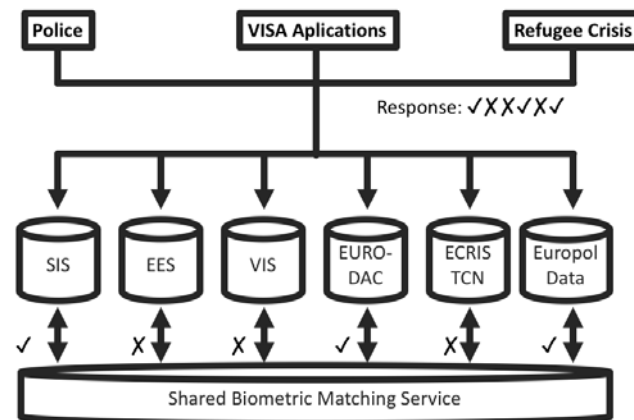 Police
VISA Aplications
Refugee Crisis
Response: ✓✗✗✓✗✓
SIS
EES
VIS
EURO-
DAC
ECRIS
TCN
Europol
Data
✓ ✗ ✗ ✓ ✗ ✓
Shared Biometric Matching Service